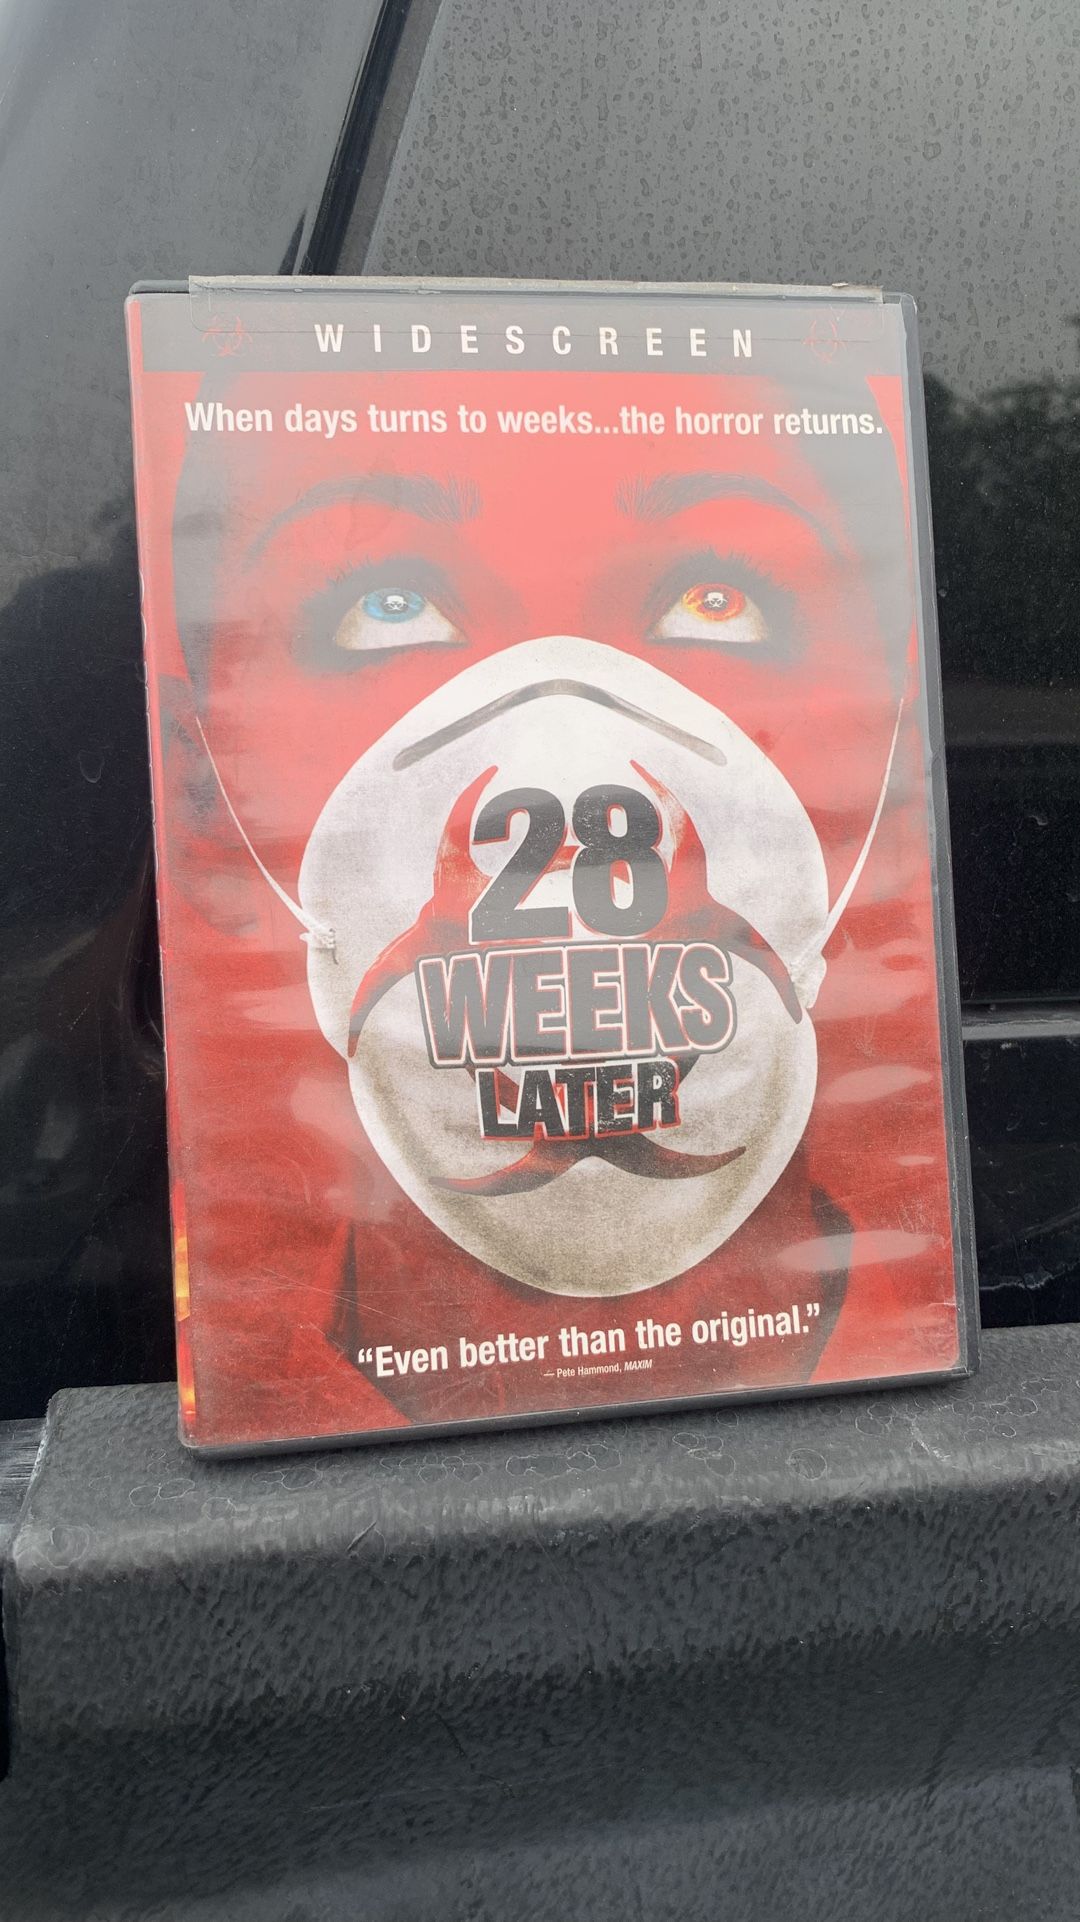 WIDESCREEN
When days turns to weeks...the horror returns.
28
WEEKS
LATER
“Even better than the original.”
— Pete Hammond, MAXIM